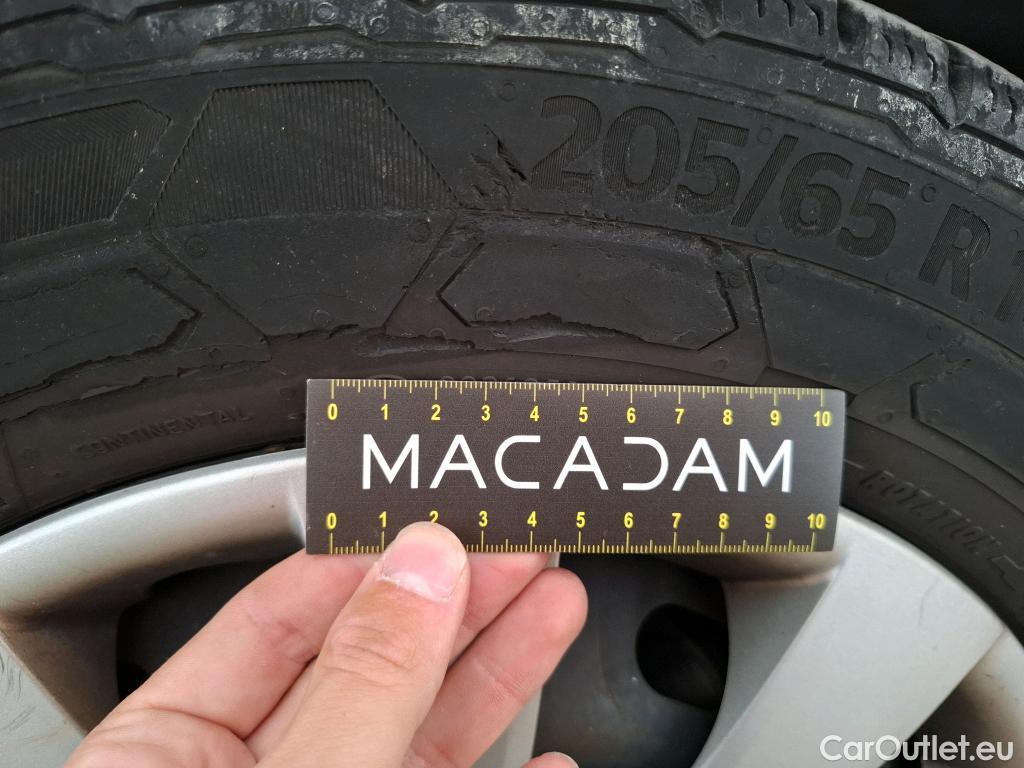 205/65 R 1
0 1 2 3 4 5 6 7 8 9 10
MACADAM
0 1 2 3 4 5 6 7 8 9 10
CONTINENTAL
ROTATION
CarOutlet.eu